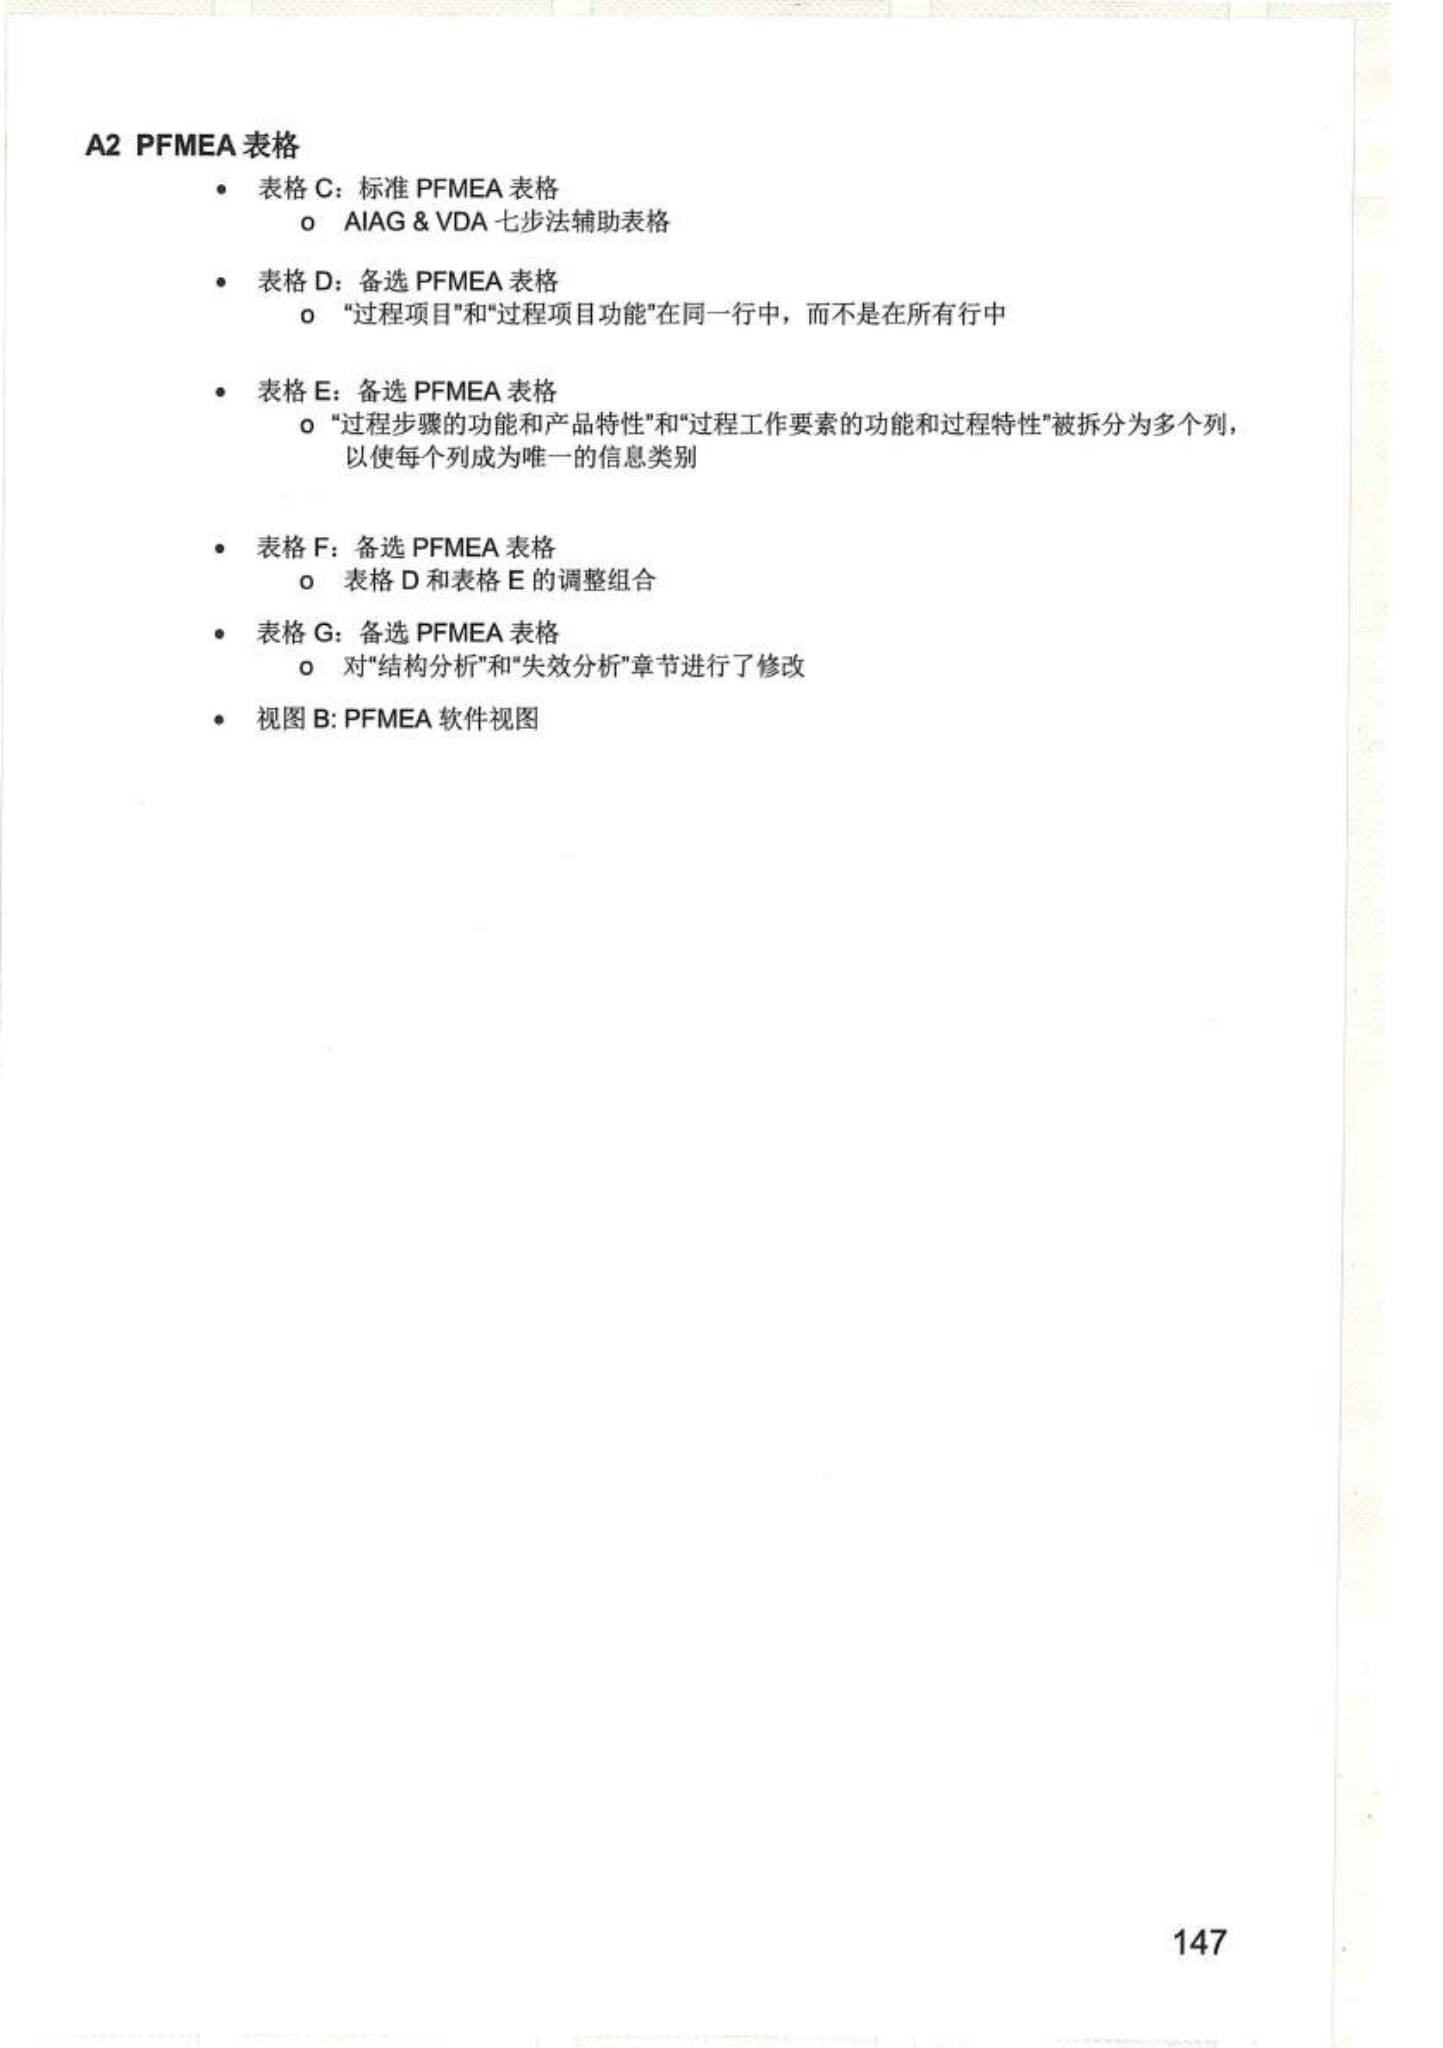 A2 PFMEA 表格
• 表格 C：标准 PFMEA 表格
o AIAG & VDA 七步法辅助表格
• 表格 D：备选 PFMEA 表格
o “过程项目”和“过程项目功能”在同一行中，而不是在所有行中
• 表格 E：备选 PFMEA 表格
o “过程步骤的功能和产品特性”和“过程工作要素的功能和过程特性”被拆分为多个列，
以使每个列成为唯一的信息类别
• 表格 F：备选 PFMEA 表格
o 表格 D 和表格 E 的调整组合
• 表格 G：备选 PFMEA 表格
o 对“结构分析”和“失效分析”章节进行了修改
• 视图 B: PFMEA 软件视图
147